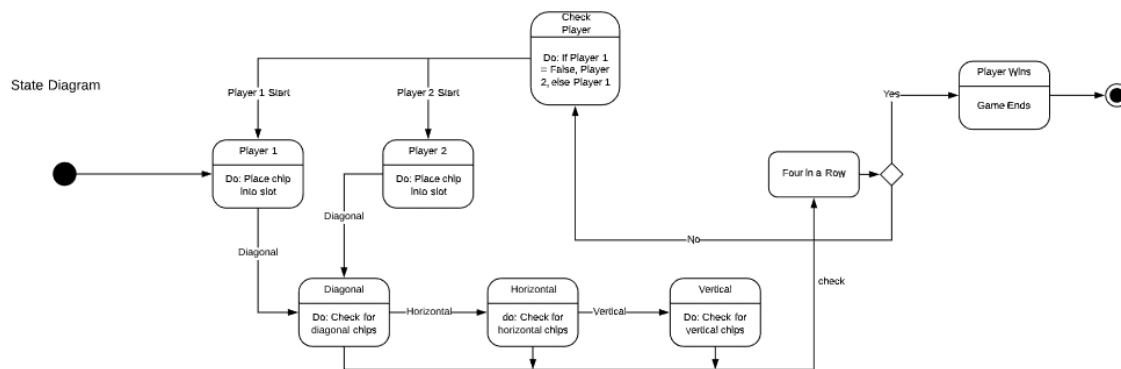 State Diagram
Check
Player
Do: If Player 1
= False, Player
2, else Player 1
Player 1 Start
Player 2 Start
Player 1
Do: Place chip
into slot
Player 2
Do: Place chip
into slot
Diagonal
Diagonal
Diagonal
Do: Check for
diagonal chips
Horizontal
Horizontal
do: Check for
horizontal chips
Vertical
Vertical
Do: Check for
vertical chips
check
No
Four in a Row
Yes
Player Wins
Game Ends